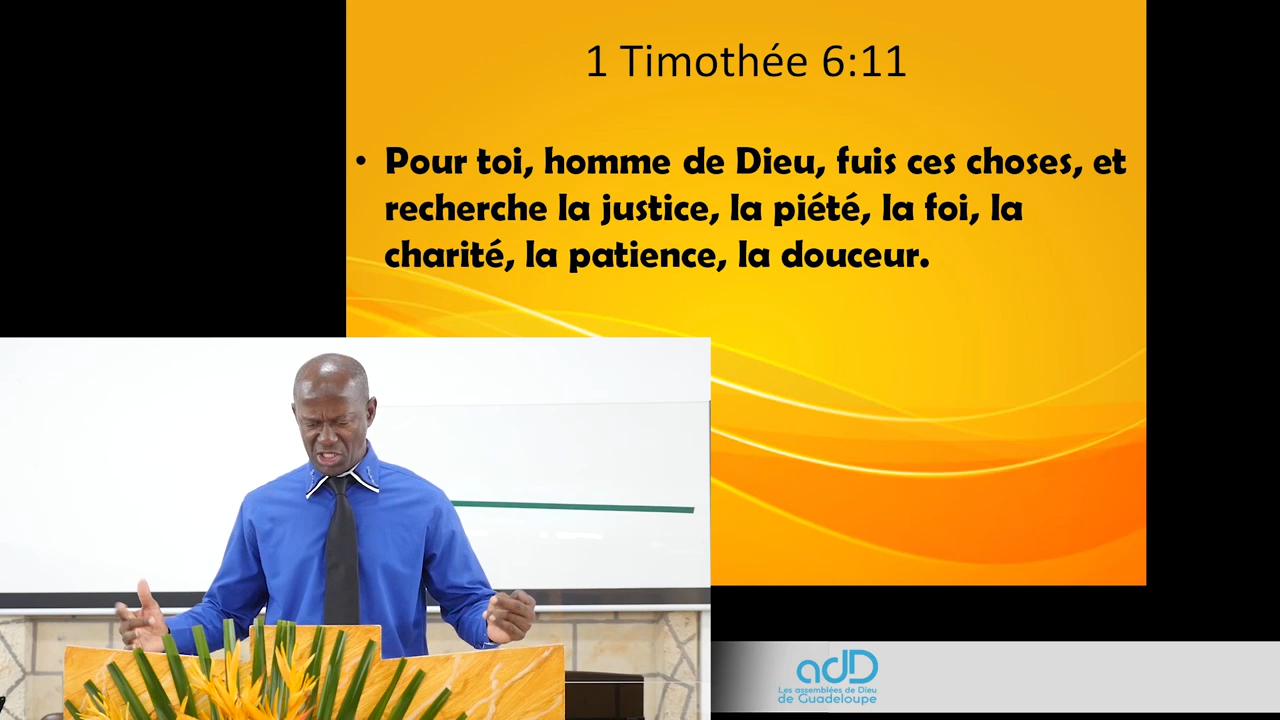 1 Timothée 6:11
• Pour toi, homme de Dieu, fuis ces choses, et
recherche la justice, la piété, la foi, la
charité, la patience, la douceur.
adD
Les assemblées de Dieu
de Guadeloupe